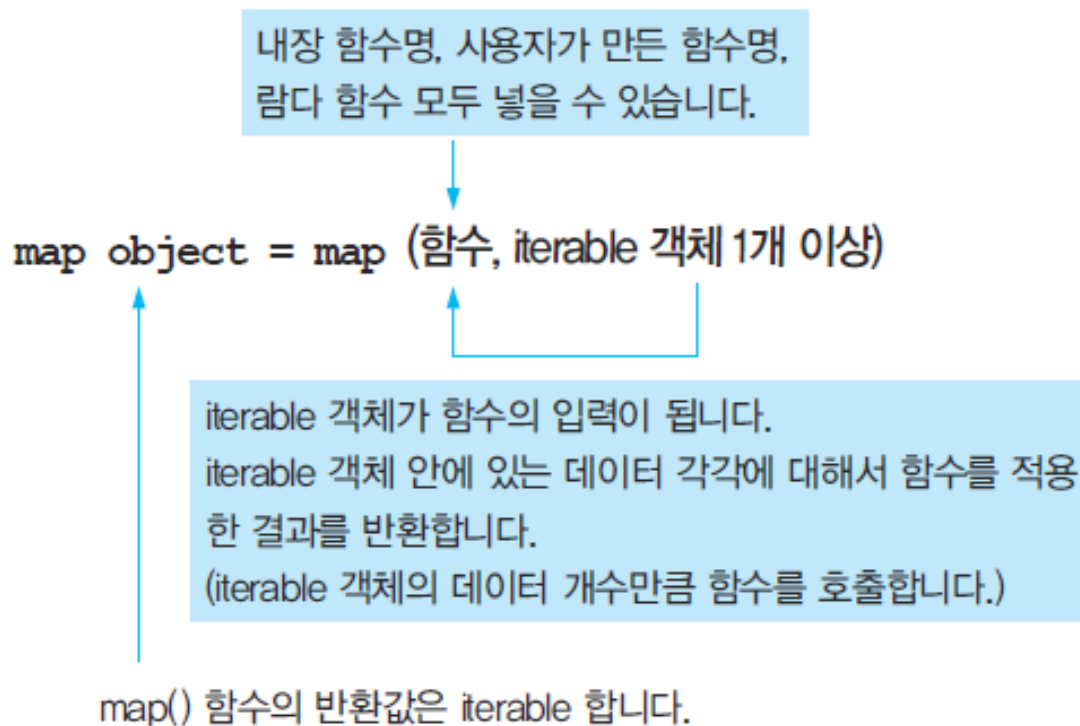 내장 함수명, 사용자가 만든 함수명,
람다 함수 모두 넣을 수 있습니다.
map object = map (함수, iterable 객체 1개 이상)
iterable 객체가 함수의 입력이 됩니다.
iterable 객체 안에 있는 데이터 각각에 대해서 함수를 적용
한 결과를 반환합니다.
(iterable 객체의 데이터 개수만큼 함수를 호출합니다.)
map() 함수의 반환값은 iterable 합니다.